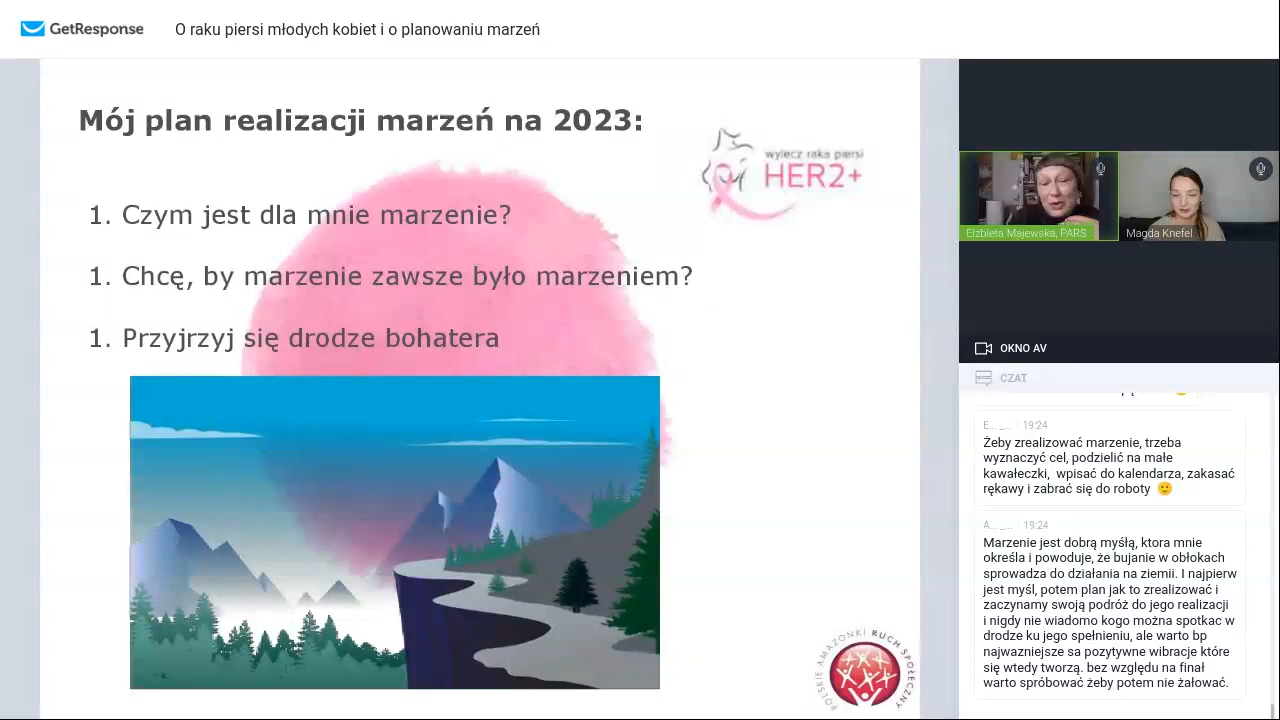 GetResponse
O raku piersi młodych kobiet i o planowaniu marzeń
Mój plan realizacji marzeń na 2023:
wylecz raka piersi
HER2+
1. Czym jest dla mnie marzenie?
1. Chcę, by marzenie zawsze było marzeniem?
1. Przyjrzyj się drodze bohatera
POLSKIE AMAZONKI RUCH SPOŁECZNY
Elżbieta Majewska, PARS
Magda Knefel
OKNO AV
CZAT
E... _... 19:24
Żeby zrealizować marzenie, trzeba
wyznaczyć cel, podzielić na małe
kawałeczki, wpisać do kalendarza, zakasać
rękawy i zabrać się do roboty 🙂
A... _... 19:24
Marzenie jest dobrą myśłą, ktora mnie
określa i powoduje, że bujanie w obłokach
sprowadza do działania na ziemii. I najpierw
jest myśl, potem plan jak to zrealizować i
zaczynamy swoją podróż do jego realizacji
i nigdy nie wiadomo kogo można spotkac w
drodze ku jego spełnieniu, ale warto bp
najwazniejsze sa pozytywne wibracje które
się wtedy tworzą. bez względu na finał
warto spróbować żeby potem nie żałować.